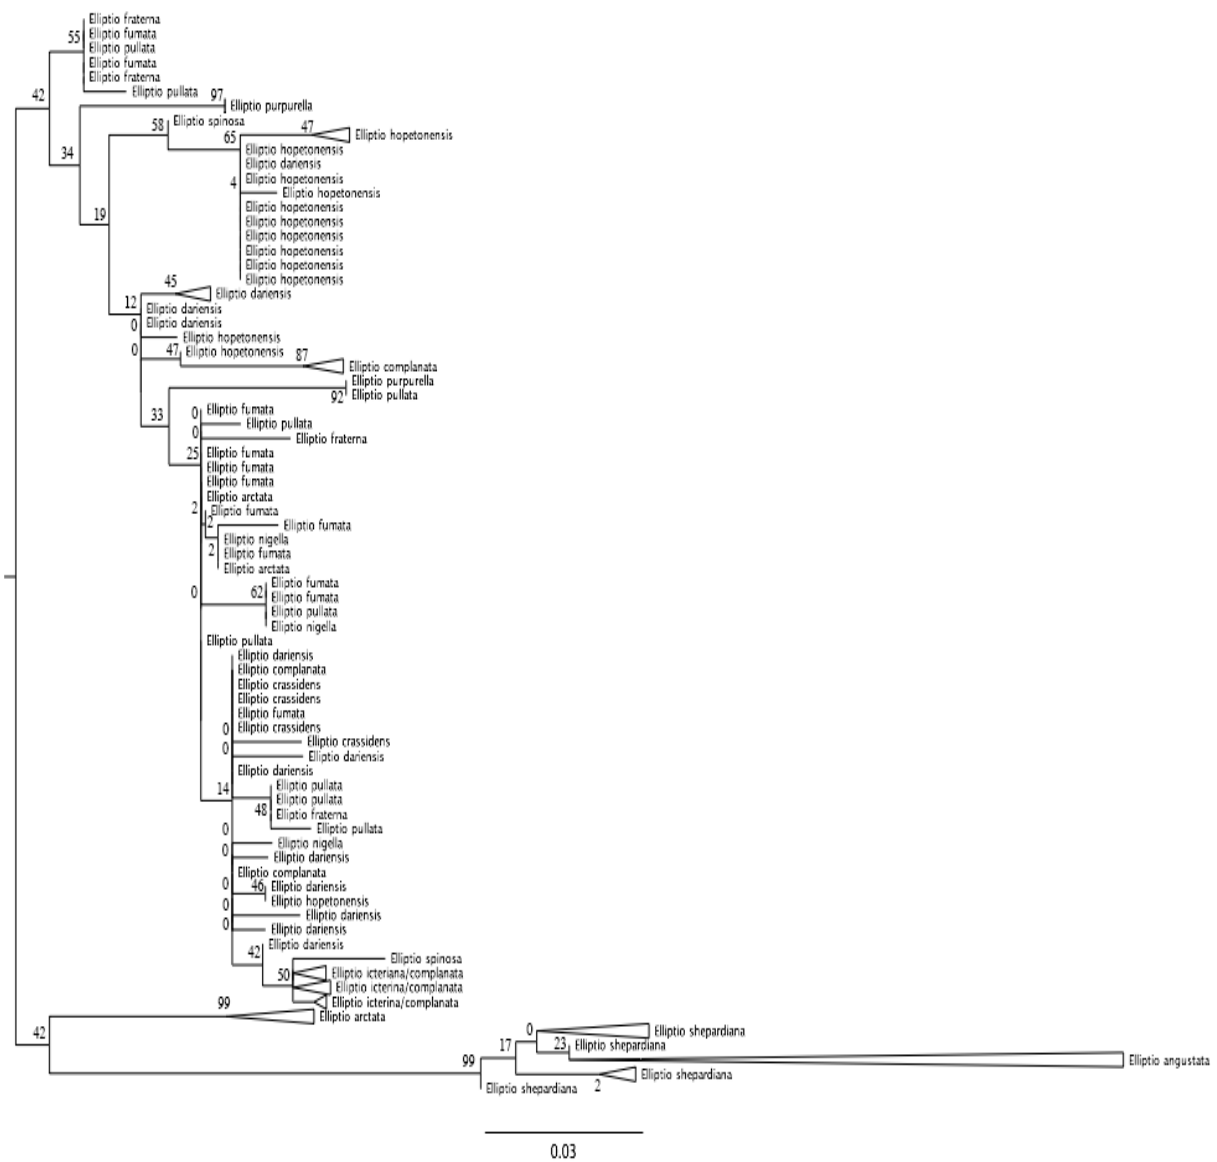 Elliptio fraterna
Elliptio fumata
55
Elliptio pullata
Elliptio fumata
Elliptio fraterna
Elliptio pullata
42
97
Elliptio purpurella
Elliptio spinosa
58
47
65
Elliptio hopetonensis
Elliptio hopetonensis
34
Elliptio dariensis
Elliptio hopetonensis
4
Elliptio hopetonensis
Elliptio hopetonensis
19
Elliptio hopetonensis
Elliptio hopetonensis
Elliptio hopetonensis
Elliptio hopetonensis
Elliptio hopetonensis
45
Elliptio dariensis
12
Elliptio dariensis
0
Elliptio dariensis
Elliptio hopetonensis
0
47
Elliptio hopetonensis
87
Elliptio complanata
Elliptio purpurella
92
Elliptio pullata
33
0
Elliptio fumata
Elliptio pullata
0
Elliptio fraterna
25
Elliptio fumata
Elliptio fumata
Elliptio fumata
Elliptio arctata
2
Elliptio fumata
2
Elliptio fumata
Elliptio nigella
2
Elliptio fumata
Elliptio arctata
Elliptio fumata
0
62
Elliptio fumata
Elliptio pullata
Elliptio nigella
Elliptio pullata
Elliptio dariensis
Elliptio complanata
Elliptio crassidens
Elliptio crassidens
Elliptio fumata
0
Elliptio crassidens
0
Elliptio crassidens
Elliptio dariensis
Elliptio dariensis
14
Elliptio pullata
Elliptio pullata
48
Elliptio fraterna
0
Elliptio pullata
Elliptio nigella
0
Elliptio dariensis
Elliptio complanata
0
46
Elliptio dariensis
0
Elliptio hopetonensis
Elliptio dariensis
0
Elliptio dariensis
Elliptio dariensis
42
Elliptio spinosa
50
Elliptio icteriana/complanata
Elliptio icterina/complanata
Elliptio icterina/complanata
99
Elliptio arctata
42
0
Elliptio shepardiana
17
23
Elliptio shepardiana
99
Elliptio angustata
Elliptio shepardiana
2
Elliptio shepardiana
0.03